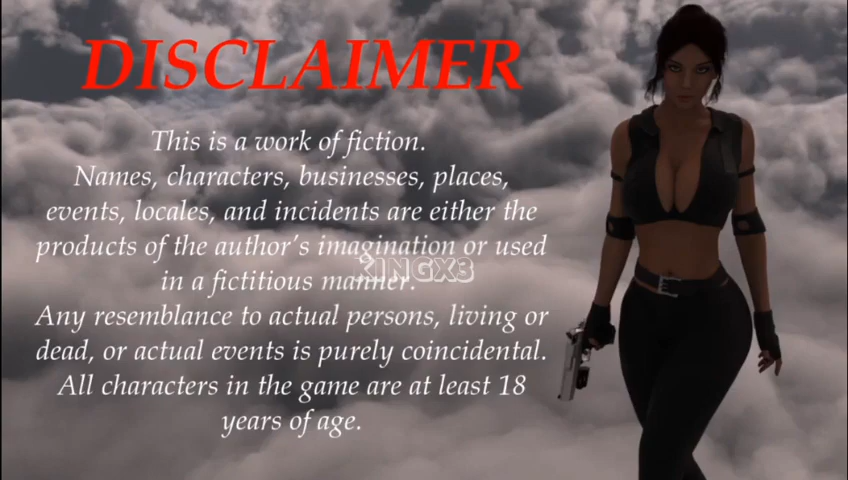 DISCLAIMER
This is a work of fiction.
Names, characters, businesses, places,
events, locales, and incidents are either the
products of the author's imagination or used
in a fictitious manner.
KINGX3
Any resemblance to actual persons, living or
dead, or actual events is purely coincidental.
All characters in the game are at least 18
years of age.